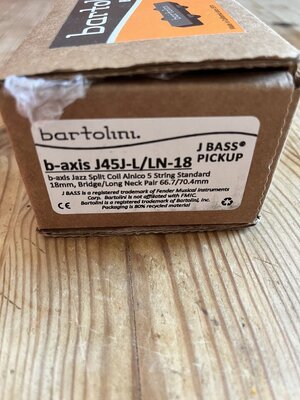 bartolini
bartolini.
J BASS®
PICKUP
b-axis J45J-L/LN-18
b-axis Jazz Split Coil Alnico 5 String Standard
18mm, Bridge/Long Neck Pair 66.7/70.4mm
J BASS is a registered trademark of Fender Musical Instruments
Corp. Bartolini is not affiliated with FMIC.
Bartolini is a registered trademark of Bartolini, Inc.
Packaging is 80% recycled material
CE